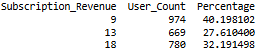 Subscription_Revenue User_Count Percentage
9 974 40.198102
13 669 27.610400
18 780 32.191498